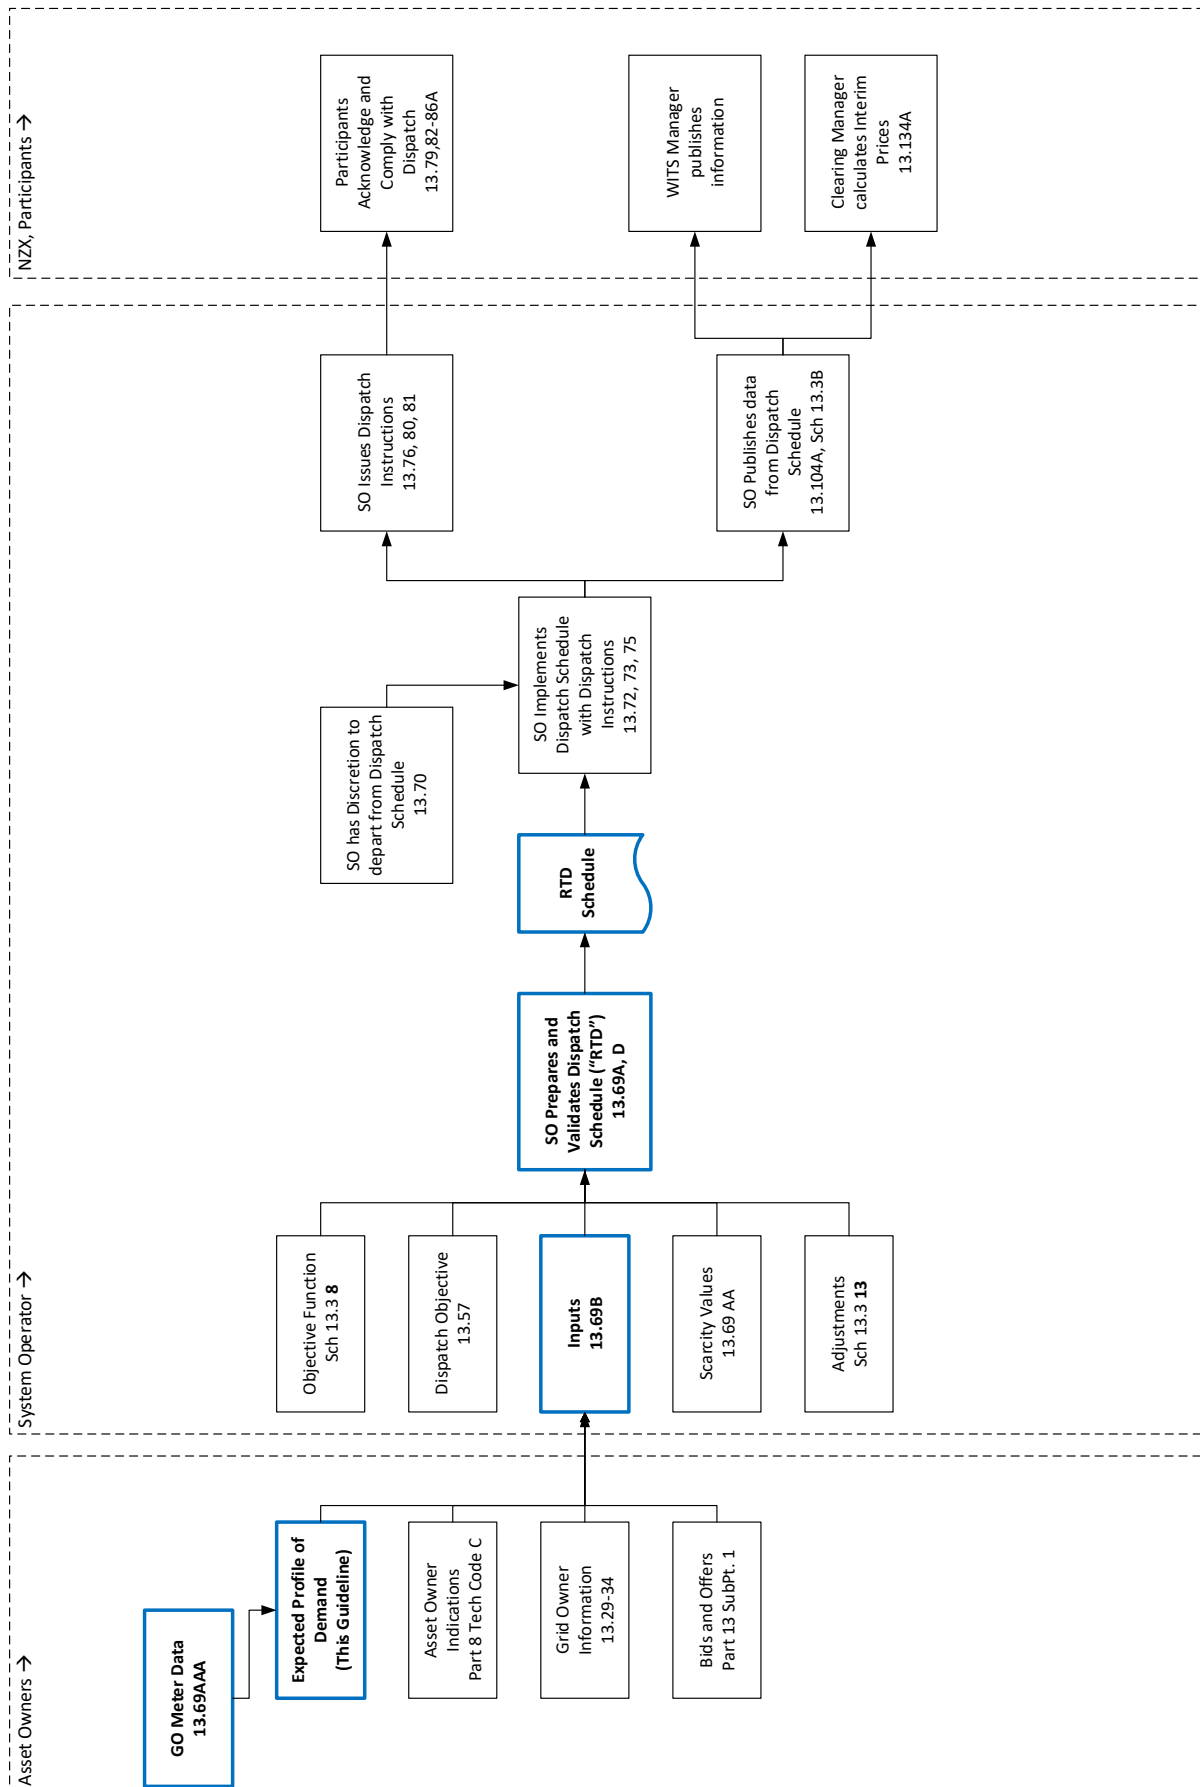 Asset Owners →
GO Meter Data
13.69AAA
Expected Profile of
Demand
(This Guideline)
Asset Owner
Indications
Part 8 Tech Code C
Grid Owner
Information
13.29-34
Bids and Offers
Part 13 SubPt. 1
System Operator →
Objective Function
Sch 13.3 8
Dispatch Objective
13.57
Inputs
13.69B
Scarcity Values
13.69 AA
Adjustments
Sch 13.3 13
SO Prepares and
Validates Dispatch
Schedule (“RTD”)
13.69A, D
RTD
Schedule
SO has Discretion to
depart from Dispatch
Schedule
13.70
SO Implements
Dispatch Schedule
with Dispatch
Instructions
13.72, 73, 75
SO Issues Dispatch
Instructions
13.76, 80, 81
SO Publishes data
from Dispatch
Schedule
13.104A, Sch 13.3B
NZX, Participants →
Participants
Acknowledge and
Comply with
Dispatch
13.79,82-86A
WITS Manager
publishes
information
Clearing Manager
calculates Interim
Prices
13.134A